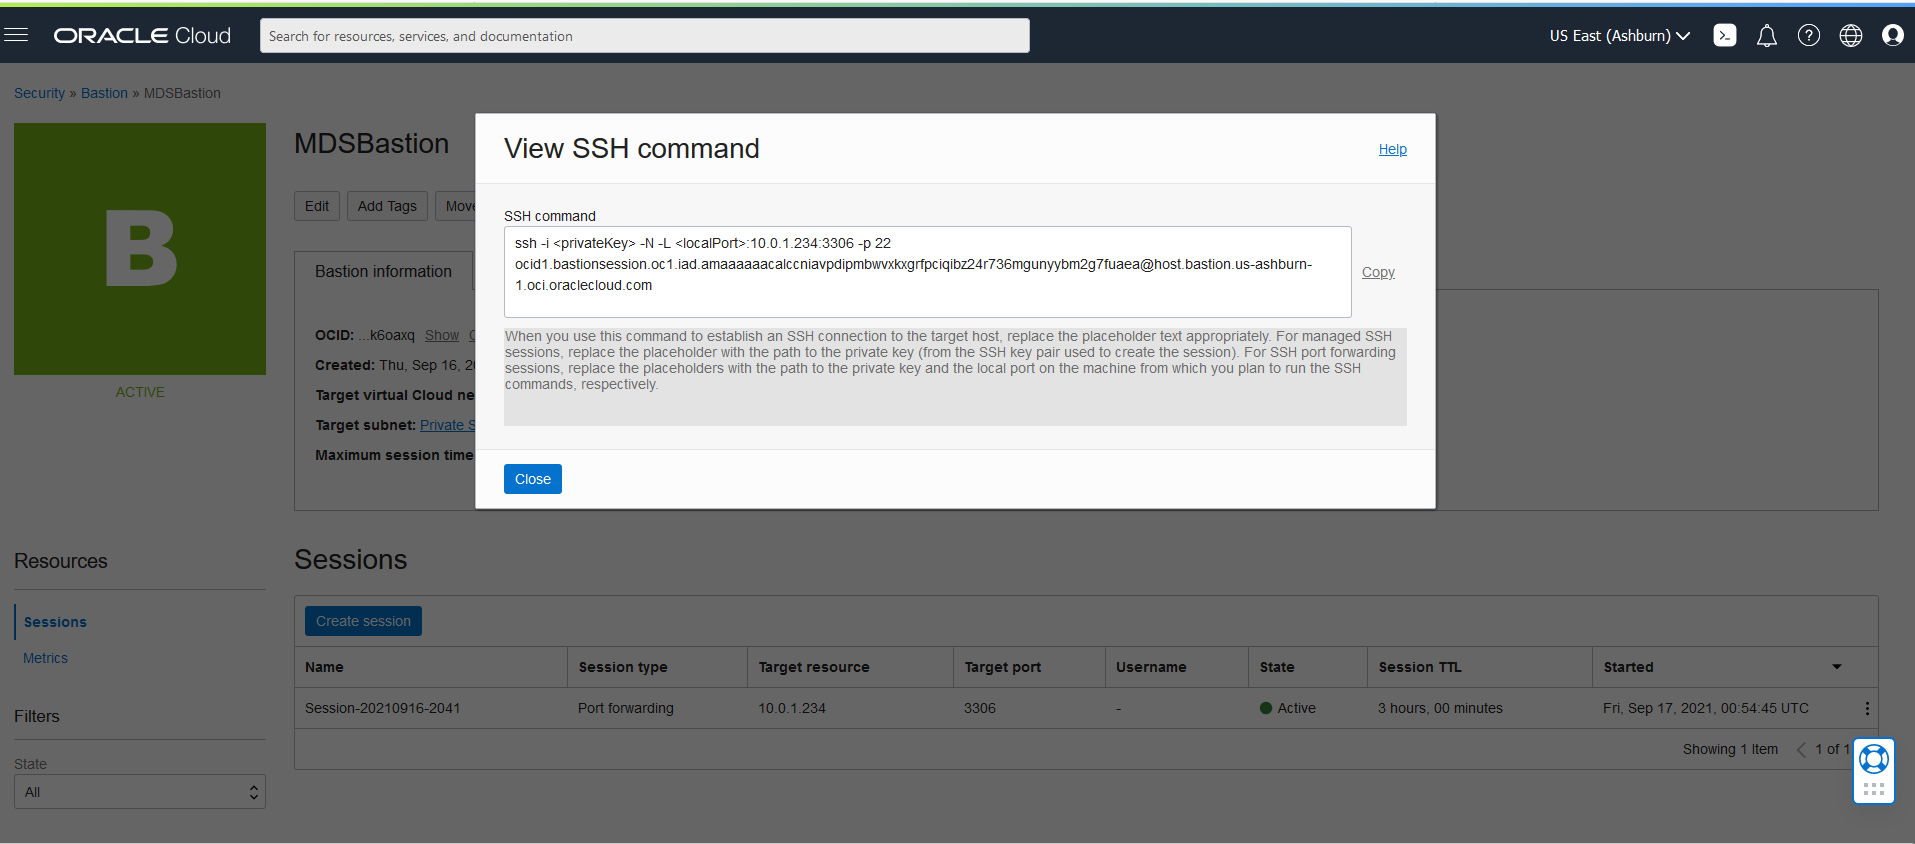 ORACLE Cloud
Search for resources, services, and documentation
US East (Ashburn)
Security » Bastion » MDSBastion
B
ACTIVE
MDSBastion
Edit
Add Tags
Move
Bastion information
OCID: ...k6oaxq Show
Created: Thu, Sep 16, 20
Target virtual Cloud ne
Target subnet: Private S
Maximum session time
View SSH command
Help
SSH command
ssh -i <privateKey> -N -L <localPort>:10.0.1.234:3306 -p 22
ocid1.bastionsession.oc1.iad.amaaaaaacalccniavpdipmbwvxkxgrfpciqibz24r736mgunyybm2g7fuaea@host.bastion.us-ashburn-
1.oci.oraclecloud.com
Copy
When you use this command to establish an SSH connection to the target host, replace the placeholder text appropriately. For managed SSH
sessions, replace the placeholder with the path to the private key (from the SSH key pair used to create the session). For SSH port forwarding
sessions, replace the placeholders with the path to the private key and the local port on the machine from which you plan to run the SSH
commands, respectively.
Close
Resources
Sessions
Metrics
Filters
State
All
Sessions
Create session
Name Session type Target resource Target port Username State Session TTL Started
Session-20210916-2041 Port forwarding 10.0.1.234 3306 - Active 3 hours, 00 minutes Fri, Sep 17, 2021, 00:54:45 UTC
Showing 1 Item < 1 of 1